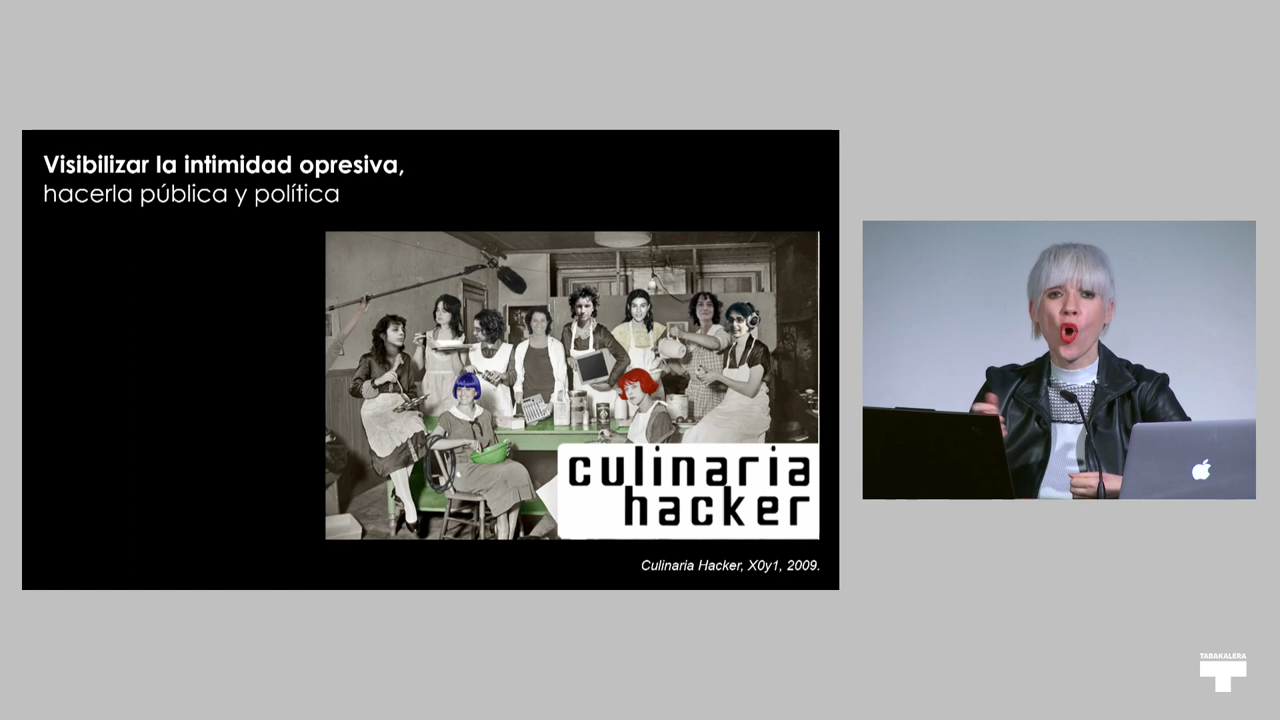 Visibilizar la intimidad opresiva,
hacerla pública y política
culinaria
hacker
Culinaria Hacker, X0y1, 2009.
TABAKALERA